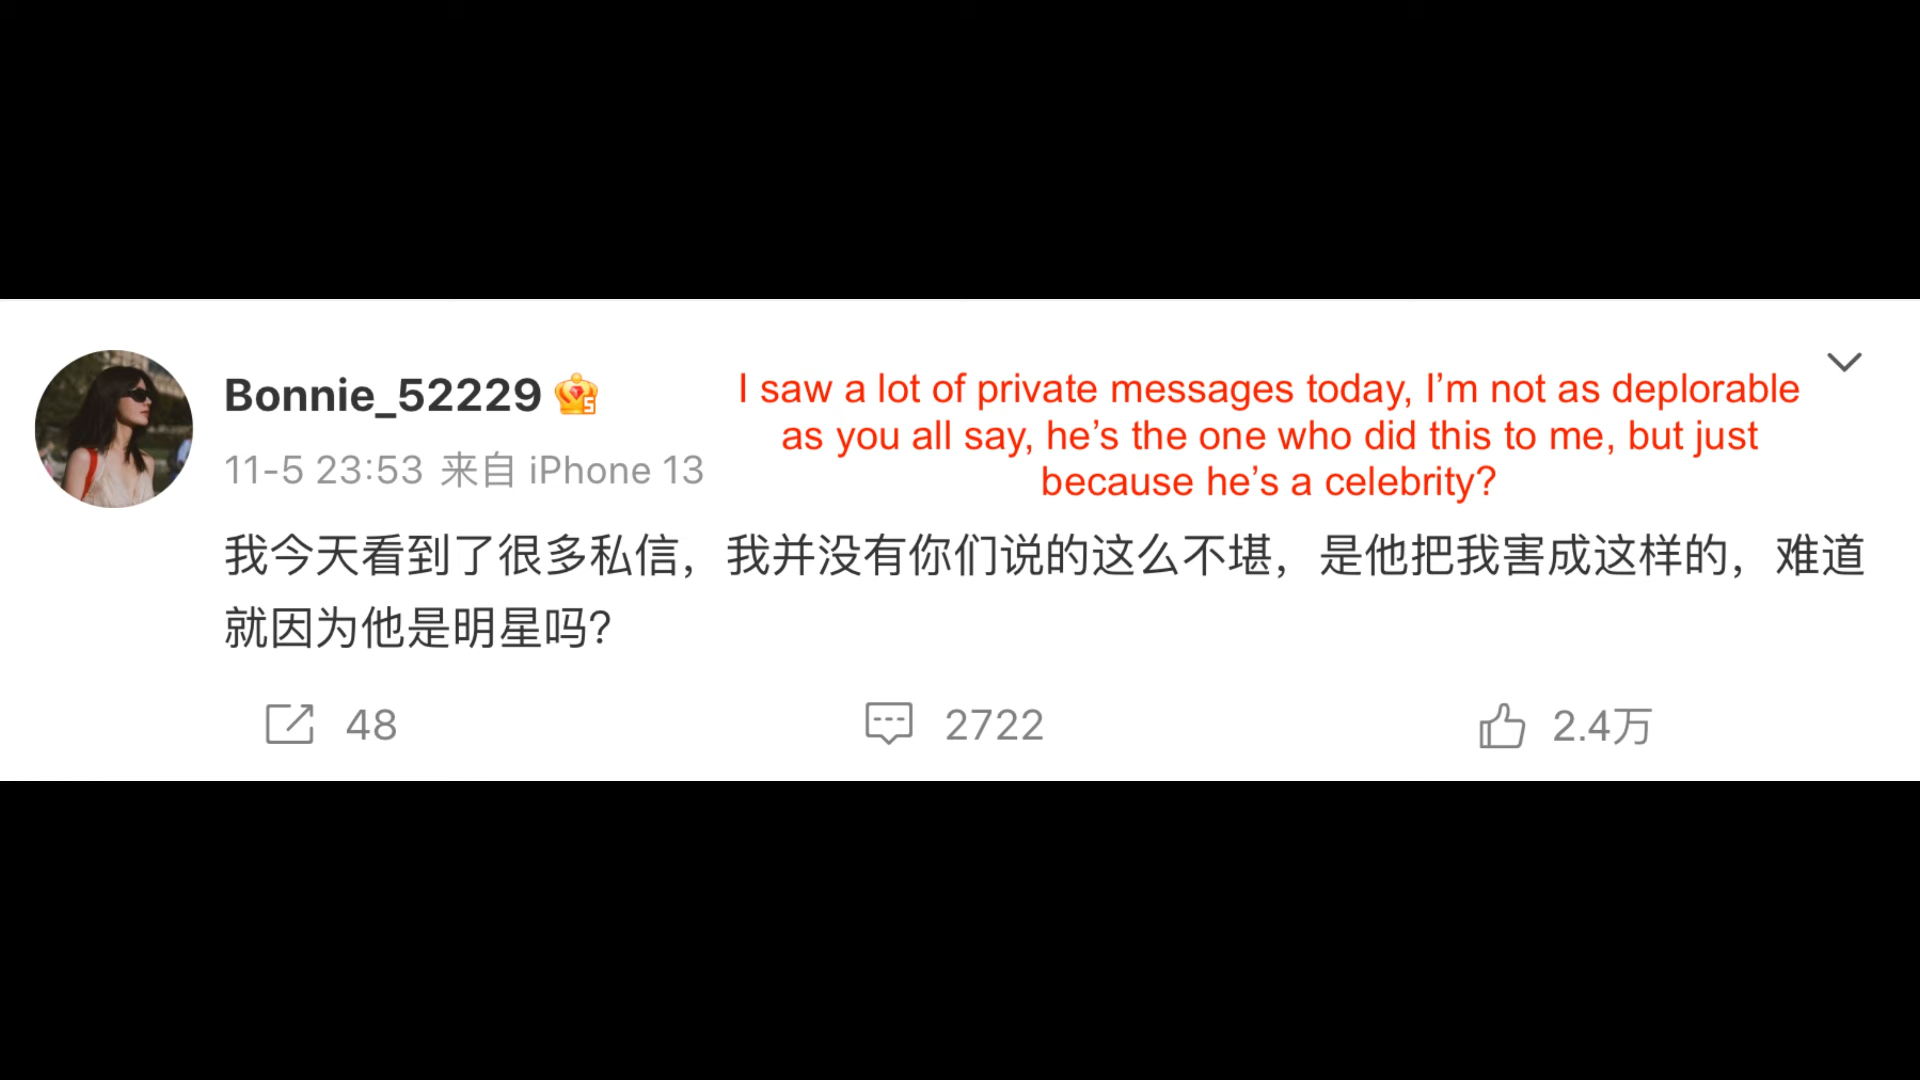 Bonnie_52229
11-5 23:53 来自 iPhone 13
I saw a lot of private messages today, I’m not as deplorable
as you all say, he’s the one who did this to me, but just
because he’s a celebrity?
我今天看到了很多私信，我并没有你们说的这么不堪，是他把我害成这样的，难道
就因为他是明星吗？
48
2722
2.4万